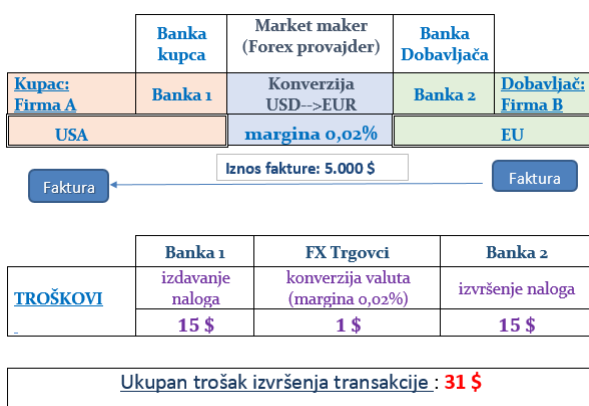 Banka kupca
Market maker (Forex provajder)
Banka Dobavljača
Kupac: Firma A
Banka 1
Konverzija USD-->EUR
Banka 2
Dobavljač: Firma B
USA
margina 0,02%
EU
Iznos fakture: 5.000 $
Faktura
Faktura
Banka 1
FX Trgovci
Banka 2
TROŠKOVI
izdavanje naloga
konverzija valuta (margina 0,02%)
izvršenje naloga
15 $
1 $
15 $
Ukupan trošak izvršenja transakcije : 31 $